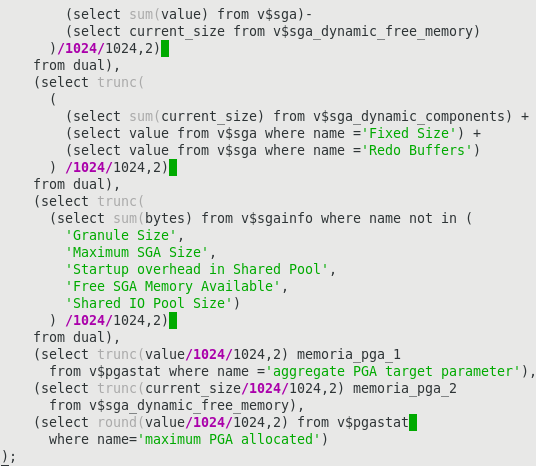 (select sum(value) from v$sga)-
(select current_size from v$sga_dynamic_free_memory)
)/1024/1024,2)
from dual),
(select trunc(
(
(select sum(current_size) from v$sga_dynamic_components) +
(select value from v$sga where name ='Fixed Size') +
(select value from v$sga where name ='Redo Buffers')
) /1024/1024,2)
from dual),
(select trunc(
(select sum(bytes) from v$sgainfo where name not in (
'Granule Size',
'Maximum SGA Size',
'Startup overhead in Shared Pool',
'Free SGA Memory Available',
'Shared IO Pool Size')
) /1024/1024,2)
from dual),
(select trunc(value/1024/1024,2) memoria_pga_1
from v$pgastat where name ='aggregate PGA target parameter'),
(select trunc(current_size/1024/1024,2) memoria_pga_2
from v$sga_dynamic_free_memory),
(select round(value/1024/1024,2) from v$pgastat
where name='maximum PGA allocated')
);